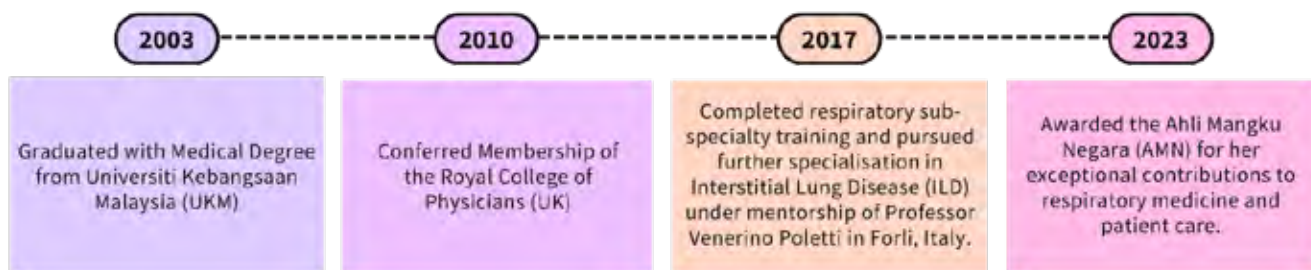 2003
Graduated with Medical Degree
from Universiti Kebangsaan
Malaysia (UKM)
2010
Conferred Membership of
the Royal College of
Physicians (UK)
2017
Completed respiratory sub-
specialty training and pursued
further specialisation in
Interstitial Lung Disease (ILD)
under mentorship of Professor
Venerino Poletti in Forli, Italy.
2023
Awarded the Ahli Mangku
Negara (AMN) for her
exceptional contributions to
respiratory medicine and
patient care.